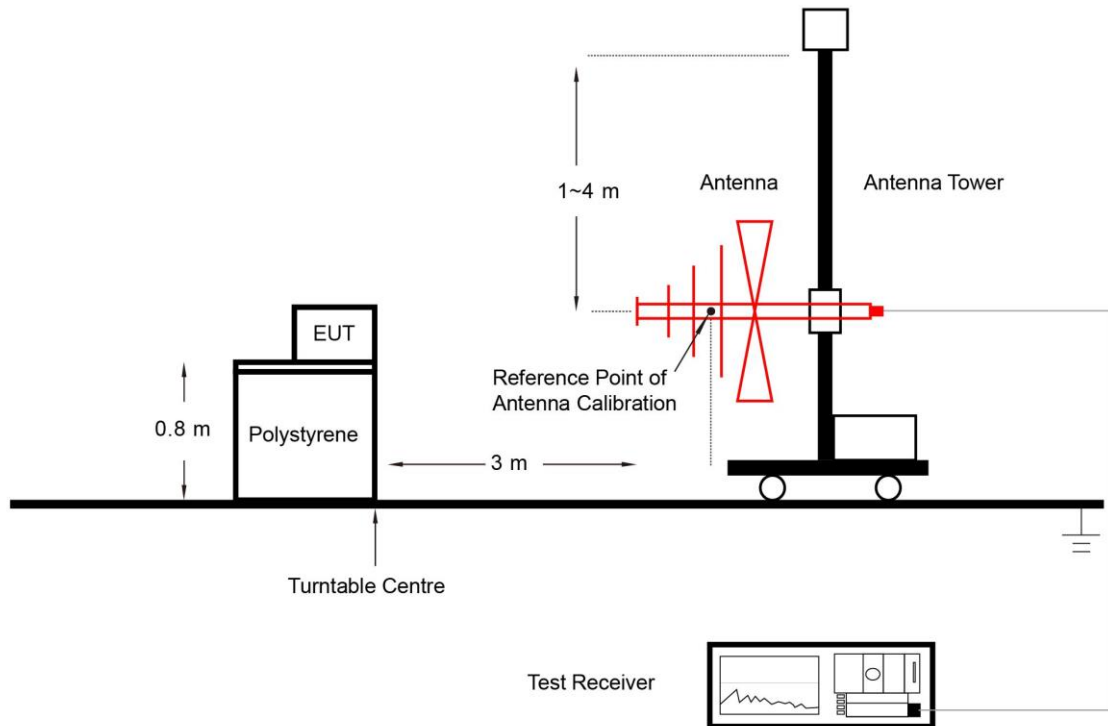 1~4 m
Antenna
Antenna Tower
EUT
Reference Point of
Antenna Calibration
0.8 m
Polystyrene
3 m
Turntable Centre
Test Receiver